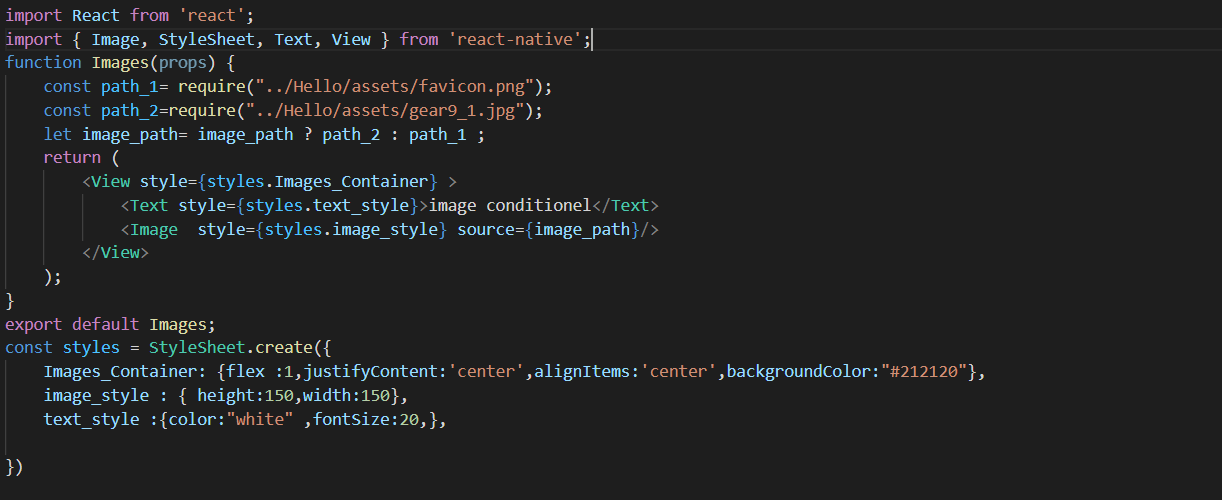 import React from 'react';
import { Image, StyleSheet, Text, View } from 'react-native';
function Images(props) {
    const path_1= require("../Hello/assets/favicon.png");
    const path_2=require("../Hello/assets/gear9_1.jpg");
    let image_path= image_path ? path_2 : path_1 ;
    return (
        <View style={styles.Images_Container} >
            <Text style={styles.text_style}>image conditionel</Text>
            <Image  style={styles.image_style} source={image_path}/>
        </View>
    );
}
export default Images;
const styles = StyleSheet.create({
    Images_Container: {flex :1,justifyContent:'center',alignItems:'center',backgroundColor:"#212120"},
    image_style : { height:150,width:150},
    text_style :{color:"white" ,fontSize:20,},
})